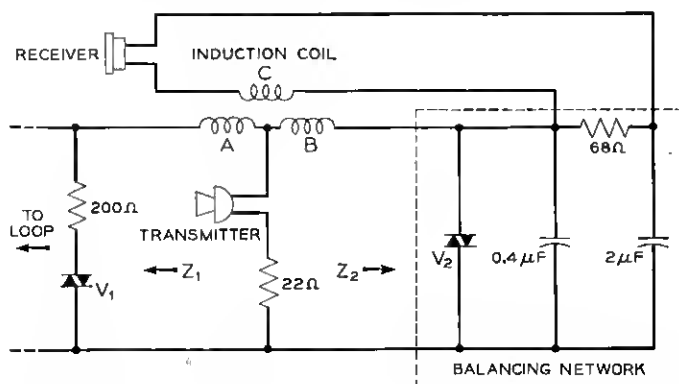 RECEIVER
INDUCTION COIL
C
A
B
68Ω
200Ω
TO
LOOP
TRANSMITTER
V₁
Z₁
Z₂
22Ω
V₂
0.4μF
2μF
BALANCING NETWORK